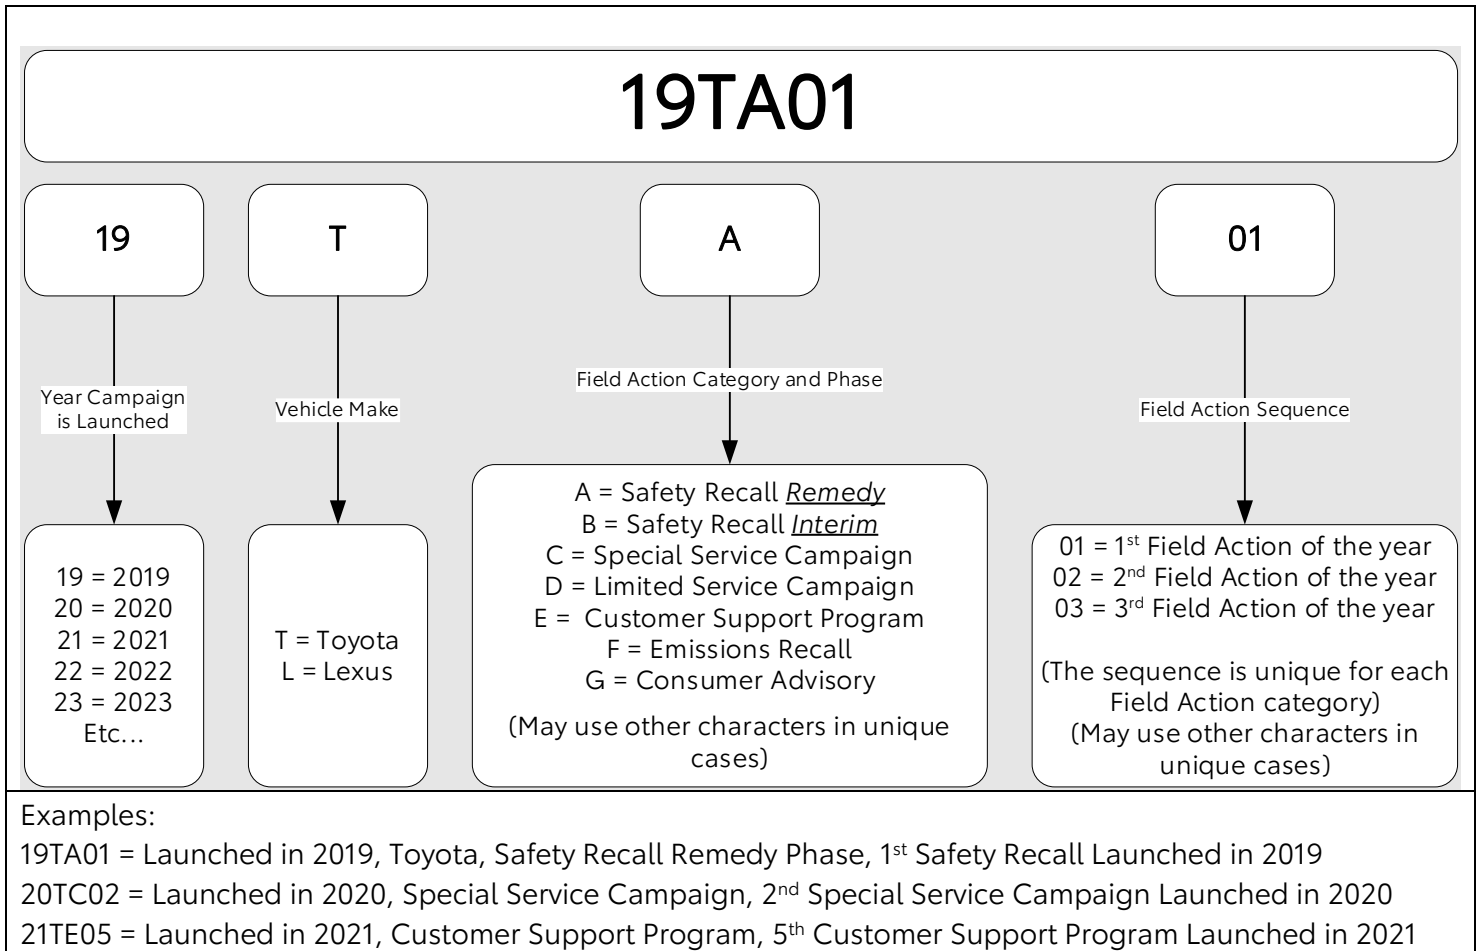 19TA01
19
T
A
01
Year Campaign
is Launched
Vehicle Make
Field Action Category and Phase
Field Action Sequence
19 = 2019
20 = 2020
21 = 2021
22 = 2022
23 = 2023
Etc...
T = Toyota
L = Lexus
A = Safety Recall Remedy
B = Safety Recall Interim
C = Special Service Campaign
D = Limited Service Campaign
E =  Customer Support Program
F = Emissions Recall
G = Consumer Advisory
(May use other characters in unique
cases)
01 = 1st Field Action of the year
02 = 2nd Field Action of the year
03 = 3rd Field Action of the year
(The sequence is unique for each
Field Action category)
(May use other characters in
unique cases)
Examples:
19TA01 = Launched in 2019, Toyota, Safety Recall Remedy Phase, 1st Safety Recall Launched in 2019
20TC02 = Launched in 2020, Special Service Campaign, 2nd Special Service Campaign Launched in 2020
21TE05 = Launched in 2021, Customer Support Program, 5th Customer Support Program Launched in 2021